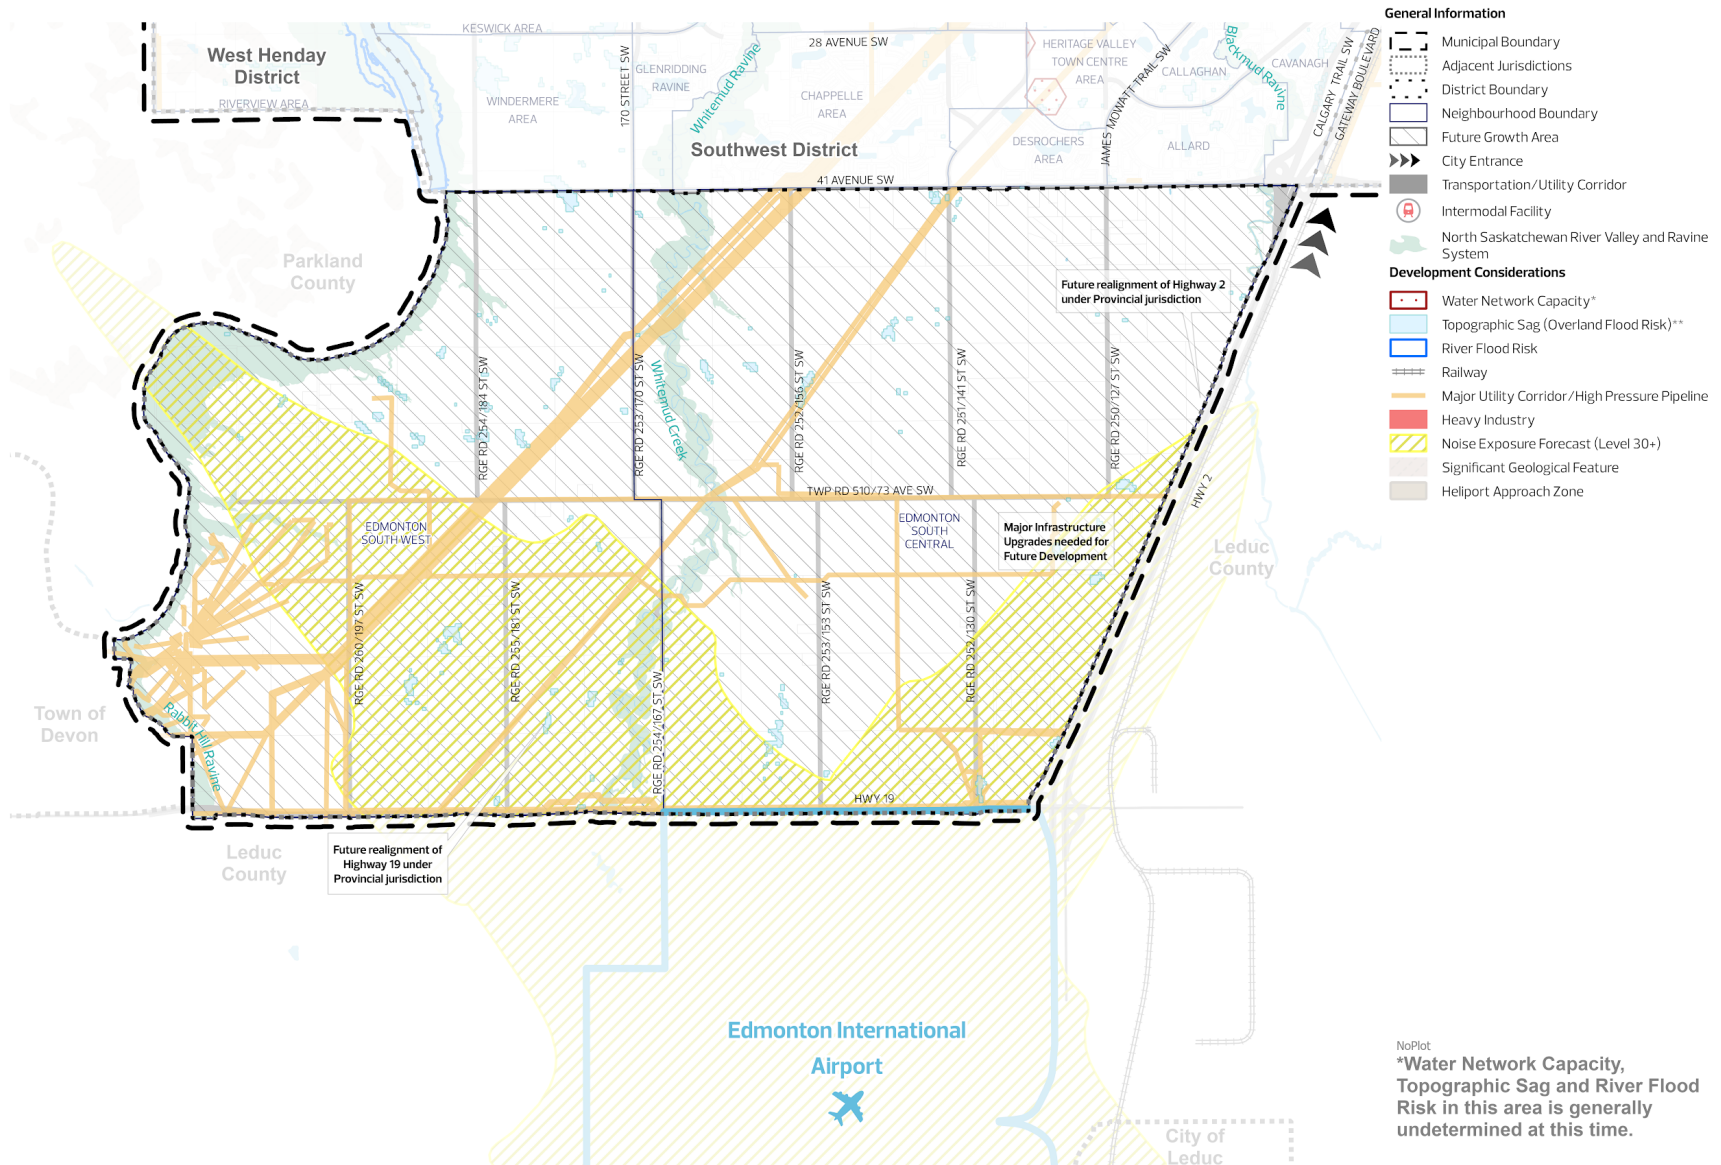 KESWICK AREA
West Henday
District
RIVERVIEW AREA
WINDERMERE
AREA
170 STREET SW
GLENRIDDING
RAVINE
Whitemud Ravine
28 AVENUE SW
CHAPPELLE
AREA
HERITAGE VALLEY
TOWN CENTRE
AREA
JAMES MOWATT TRAIL SW
CALLAGHAN
Blackmud Ravine
CAVANAGH
CALGARY TRAIL SW
GATEWAY BOULEVARD
DESROCHERS
AREA
ALLARD
Southwest District
41 AVENUE SW
Parkland
County
Future realignment of Highway 2
under Provincial jurisdiction
RGE RD 254/184 ST SW
RGE RD 253/170 ST SW
Whitemud Creek
RGE RD 252/156 ST SW
RGE RD 251/141 ST SW
RGE RD 250/127 ST SW
TWP RD 510/73 AVE SW
HWY 2
EDMONTON
SOUTH WEST
EDMONTON
SOUTH
CENTRAL
Major Infrastructure
Upgrades needed for
Future Development
Leduc
County
RGE RD 260/197 ST SW
RGE RD 255/181 ST SW
RGE RD 254/167 ST SW
RGE RD 253/153 ST SW
RGE RD 252/130 ST SW
Town of
Devon
Rabbit Hill Ravine
HWY 19
Leduc
County
Future realignment of
Highway 19 under
Provincial jurisdiction
Edmonton International
Airport
City of
Leduc
General Information
Municipal Boundary
Adjacent Jurisdictions
District Boundary
Neighbourhood Boundary
Future Growth Area
City Entrance
Transportation/Utility Corridor
Intermodal Facility
North Saskatchewan River Valley and Ravine
System
Development Considerations
Water Network Capacity*
Topographic Sag (Overland Flood Risk)**
River Flood Risk
Railway
Major Utility Corridor/High Pressure Pipeline
Heavy Industry
Noise Exposure Forecast (Level 30+)
Significant Geological Feature
Heliport Approach Zone
NoPlot
*Water Network Capacity,
Topographic Sag and River Flood
Risk in this area is generally
undetermined at this time.